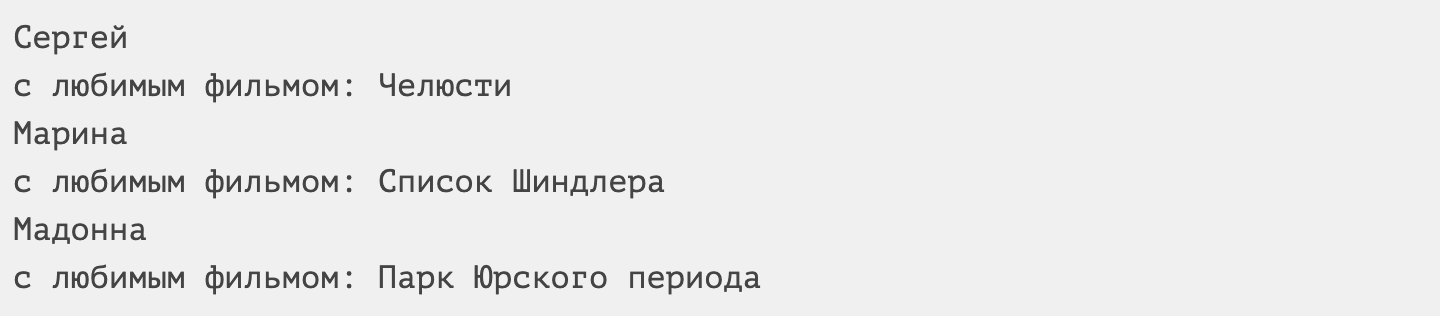 Сергей
с любимым фильмом: Челюсти
Марина
с любимым фильмом: Список Шиндлера
Мадонна
с любимым фильмом: Парк Юрского периода